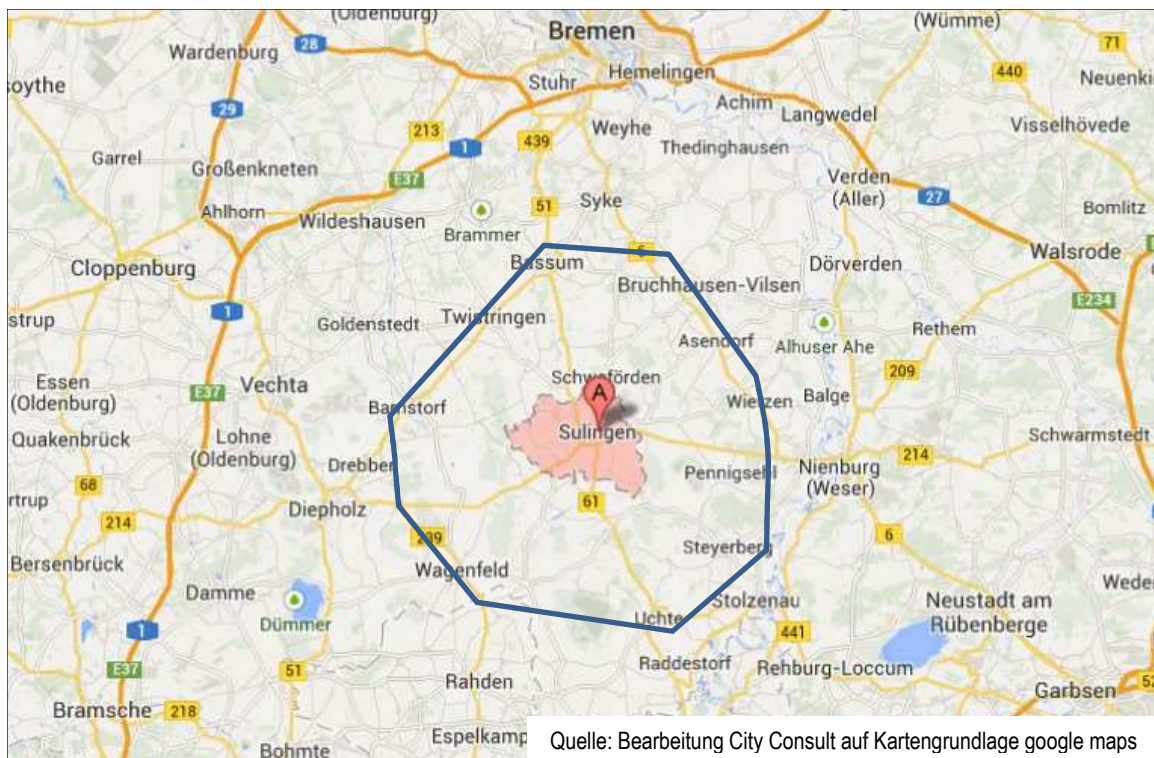 (Oldenburg)
Bremen
(Wümme)
28
Wardenburg
71
Hemelingen
440
Neuenki
soythe
Stuhr
Achim
29
Langwedel
213
439
Weyhe
Visselhövede
1
Thedinghausen
Garrel
Großenkneten
E37
Verden
(Aller)
27
51
Syke
Ahlhorn
Wildeshausen
Bomlitz
Brammer
6
Walsrode
Cloppenburg
Bassum
Dörverden
Bruchhausen-Vilsen
E234
1
strup
Goldenstedt
Twistringen
Rethem
Asendorf
Alhuser Ahe
209
Essen
(Oldenburg)
E37
Vechta
Schweförden
A
Barnstorf
Wietzen
Balge
Quakenbrück
Lohne
(Oldenburg)
Sulingen
Schwarmstedt
Drebber
214
Pennigsehl
Nienburg
(Weser)
68
rtrup
214
Diepholz
61
239
6
Bersenbrück
Steyerberg
Wagenfeld
Wede
Damme
Stolzenau
Neustadt am
Rübenberge
Dümmer
Uchte
1
441
E37
51
Raddestorf
Rehburg-Loccum
Rahden
Garbsen
52
Bramsche
218
Bohmte
Espelkamp
Quelle: Bearbeitung City Consult auf Kartengrundlage google maps